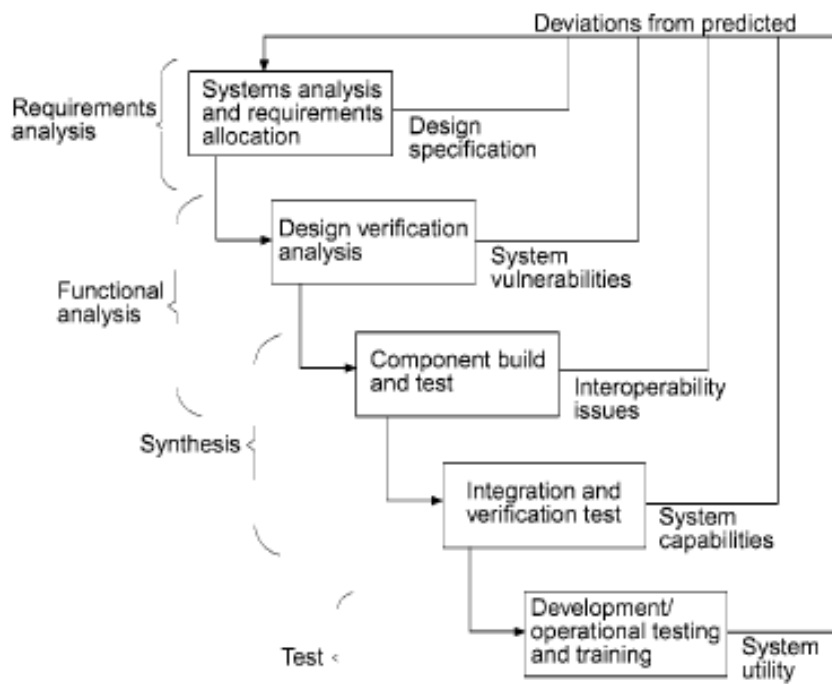 Deviations from predicted
Requirements
analysis
Systems analysis
and requirements
allocation
Design
specification
Functional
analysis
Design verification
analysis
System
vulnerabilities
Synthesis
Component build
and test
Interoperability
issues
Integration and
verification test
System
capabilities
Test
Development/
operational testing
and training
System
utility